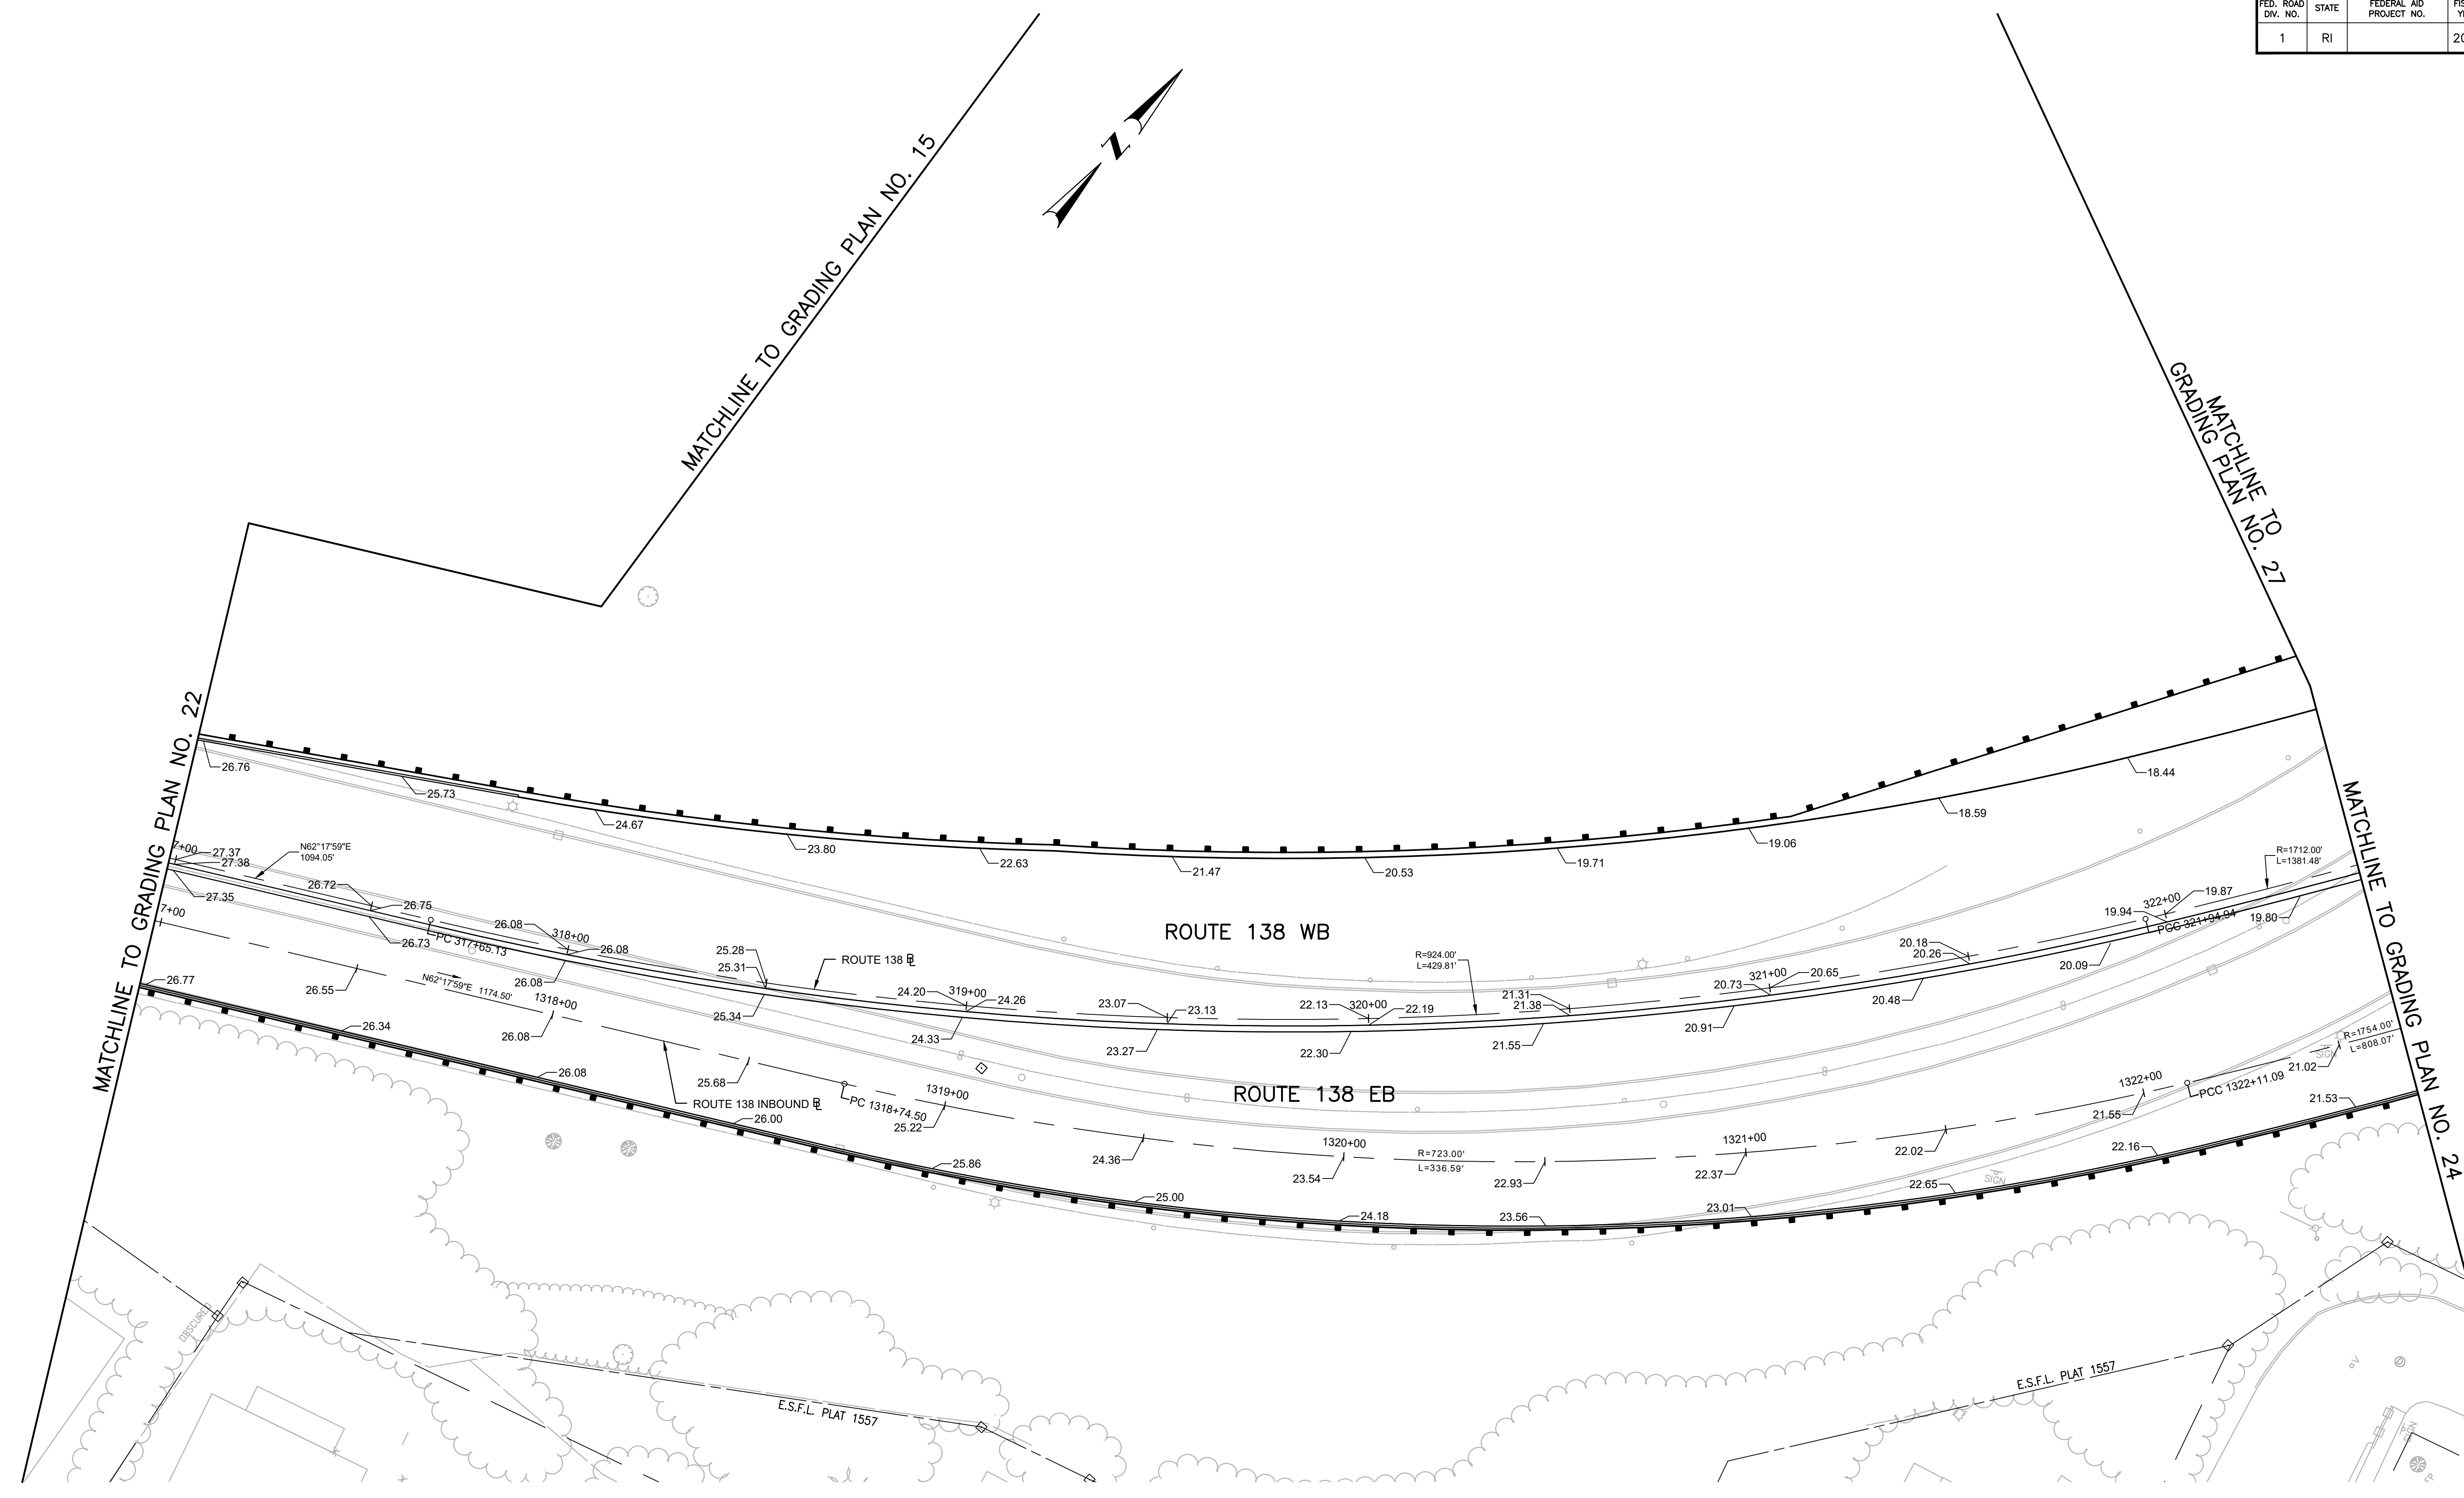 FED. ROAD
DIV. NO.
STATE
FEDERAL AID
PROJECT NO.
1
RI
MATCHLINE TO GRADING PLAN NO. 15
N
MATCHLINE TO
GRADING PLAN NO. 27
MATCHLINE TO GRADING PLAN NO. 22
MATCHLINE TO GRADING PLAN NO. 24
26.76
25.73
24.67
23.80
22.63
21.47
20.53
19.71
19.06
18.59
18.44
7+00
27.37
27.38
27.35
N62°17'59"E
1094.05'
26.72
26.75
26.73
PC 317+65.13
26.08
318+00
26.08
26.08
25.28
25.31
25.34
ROUTE 138 BL
24.20
319+00
24.26
24.33
23.07
23.13
23.27
ROUTE 138 WB
22.13
320+00
22.19
22.30
R=924.00'
L=429.81'
21.31
21.38
21.55
20.73
321+00
20.65
20.91
20.18
20.26
20.48
19.94
322+00
19.87
PCC 321+94.94
20.09
19.80
R=1712.00'
L=1381.48'
7+00
26.55
N62°17'59"E 1174.50'
1318+00
26.08
25.68
ROUTE 138 INBOUND BL
PC 1318+74.50
1319+00
25.22
24.36
ROUTE 138 EB
1320+00
23.54
R=723.00'
L=336.59'
22.93
1321+00
22.37
22.02
1322+00
21.55
PCC 1322+11.09
21.02
R=1754.00'
L=808.07'
SIGN
26.77
26.34
26.08
26.00
25.86
25.00
24.18
23.56
23.01
22.65
22.16
21.53
SIGN
OBSCURED
E.S.F.L. PLAT 1557
E.S.F.L. PLAT 1557
V
SIGN
EP